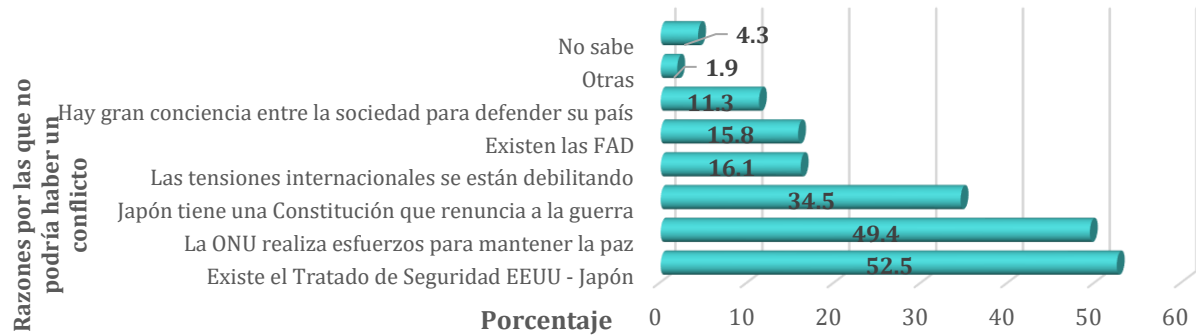 Razones por las que no
podría haber un
conflicto
No sabe
4.3
Otras
1.9
Hay gran conciencia entre la sociedad para defender su país
11.3
Existen las FAD
15.8
Las tensiones internacionales se están debilitando
16.1
Japón tiene una Constitución que renuncia a la guerra
34.5
La ONU realiza esfuerzos para mantener la paz
49.4
Existe el Tratado de Seguridad EEUU - Japón
52.5
Porcentaje
0 10 20 30 40 50 60